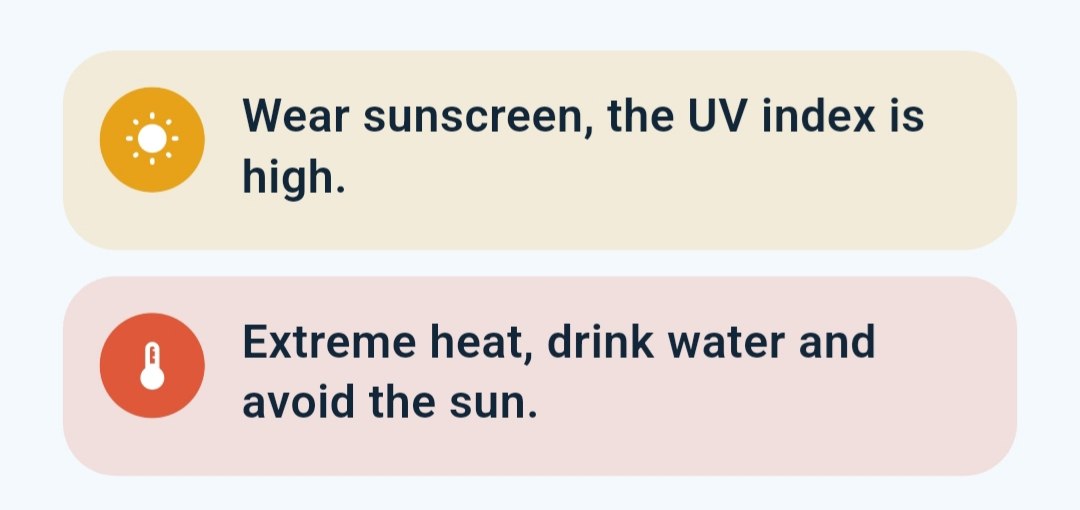 Wear sunscreen, the UV index is
high.
Extreme heat, drink water and
avoid the sun.